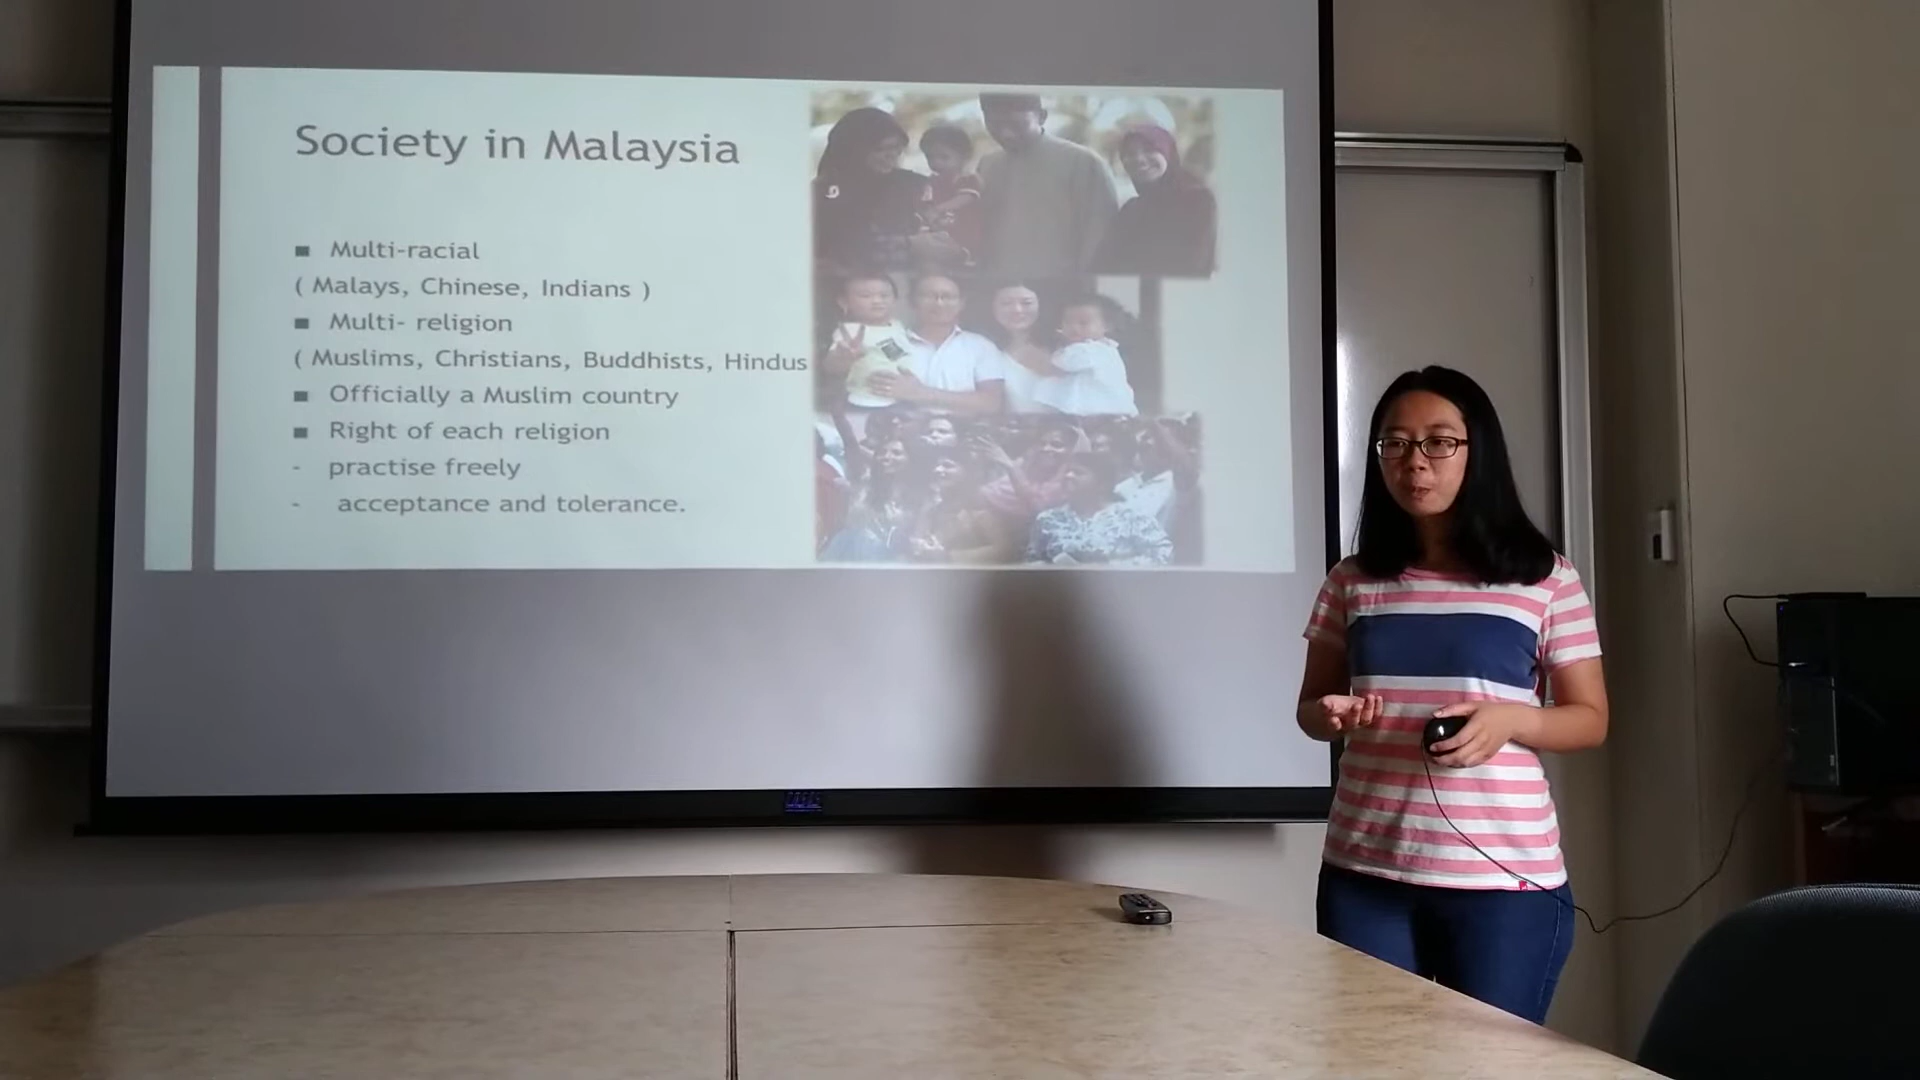 Society in Malaysia
▪ Multi-racial
( Malays, Chinese, Indians )
▪ Multi- religion
( Muslims, Christians, Buddhists, Hindus
▪ Officially a Muslim country
▪ Right of each religion
- practise freely
- acceptance and tolerance.